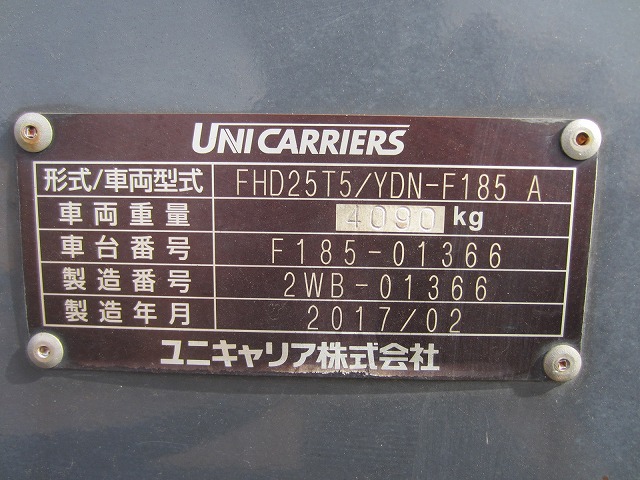 UNICARRIERS
形式/車両型式 FHD25T5/YDN-F185 A
車両重量 4090 kg
車台番号 F185-01366
製造番号 2WB-01366
製造年月 2017/02
ユニキャリア株式会社